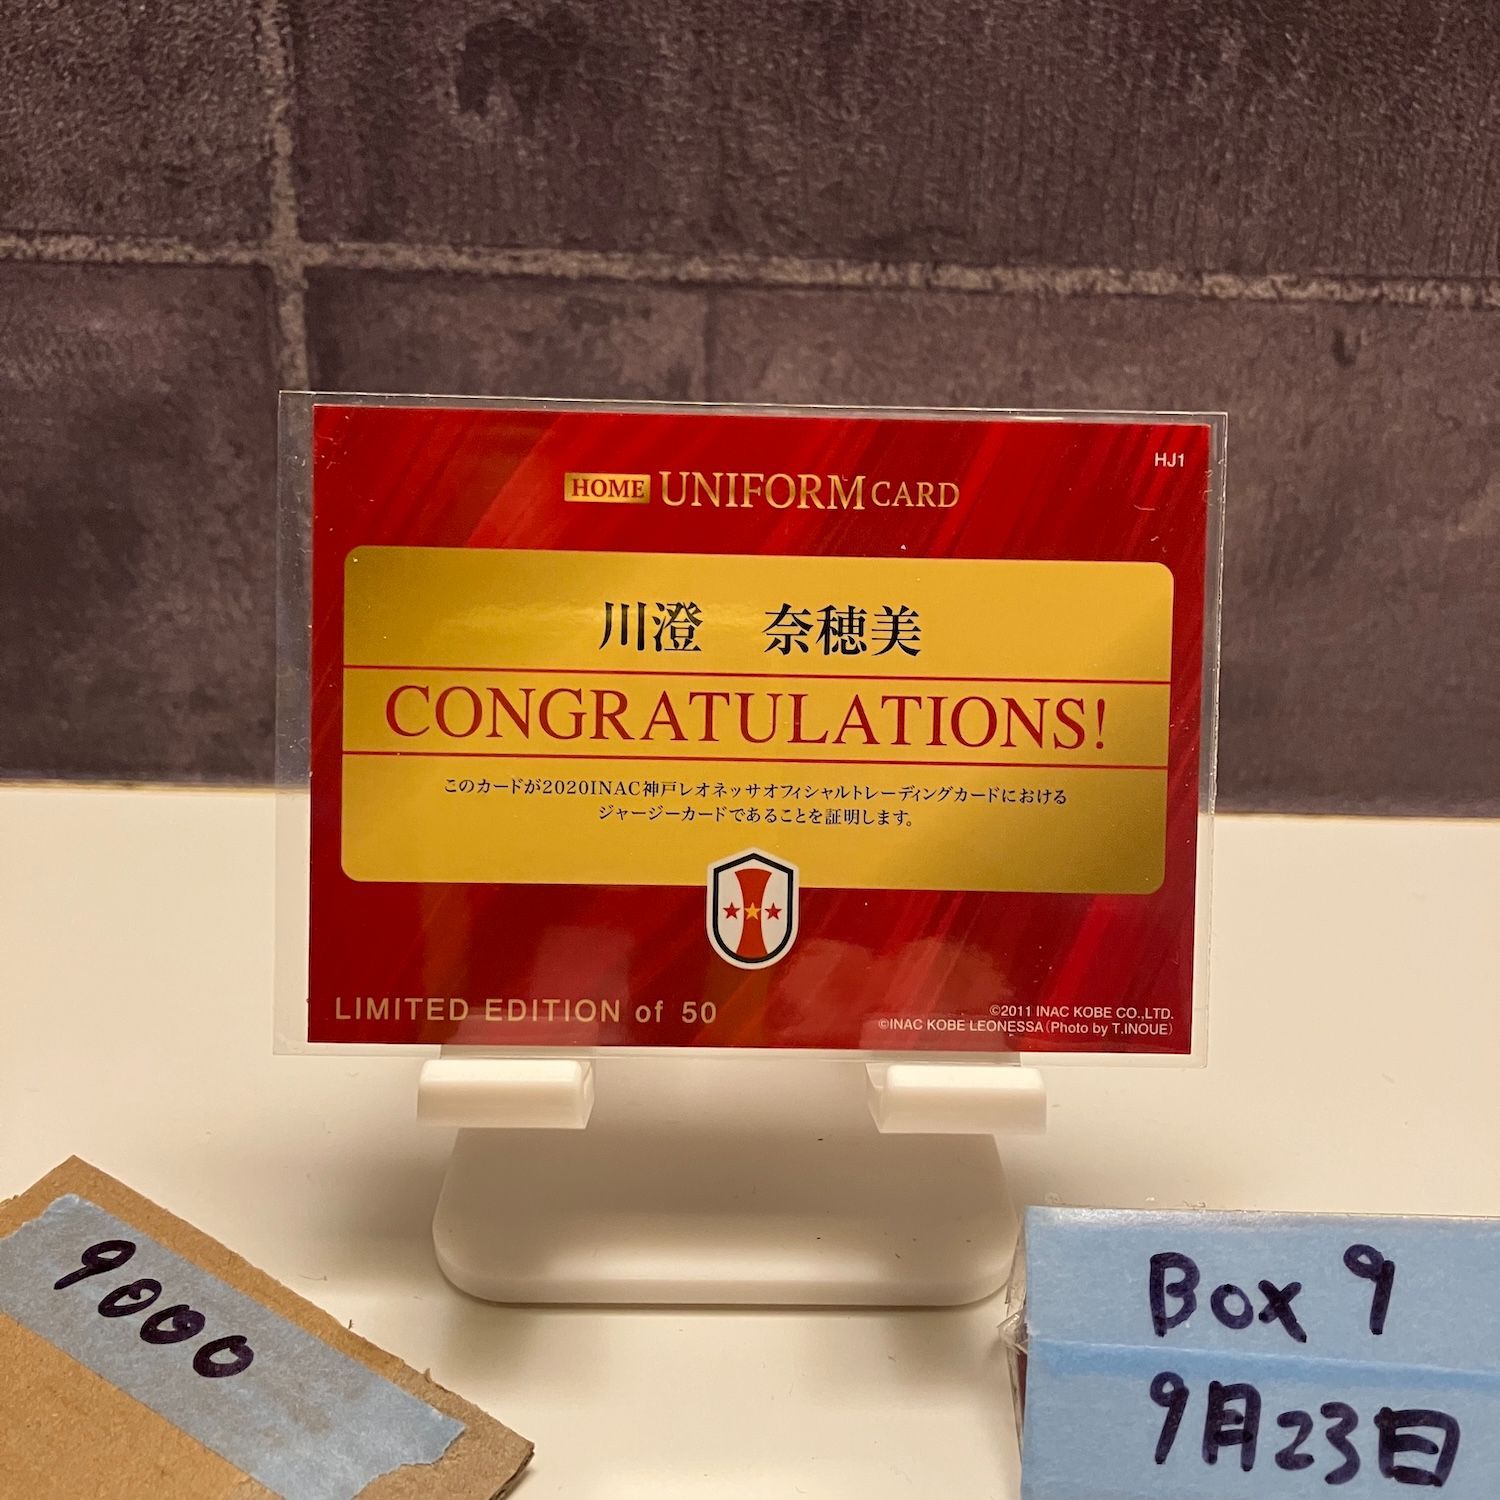 HJ1
HOME UNIFORM CARD
川澄　奈穂美
CONGRATULATIONS!
このカードが2020INAC神戸レオネッサオフィシャルトレーディングカードにおける
ジャージーカードであることを証明します。
LIMITED EDITION of 50
©2011 INAC KOBE CO.,LTD.
©INAC KOBE LEONESSA(Photo by T.INOUE)
9000
Box 9
9月23日